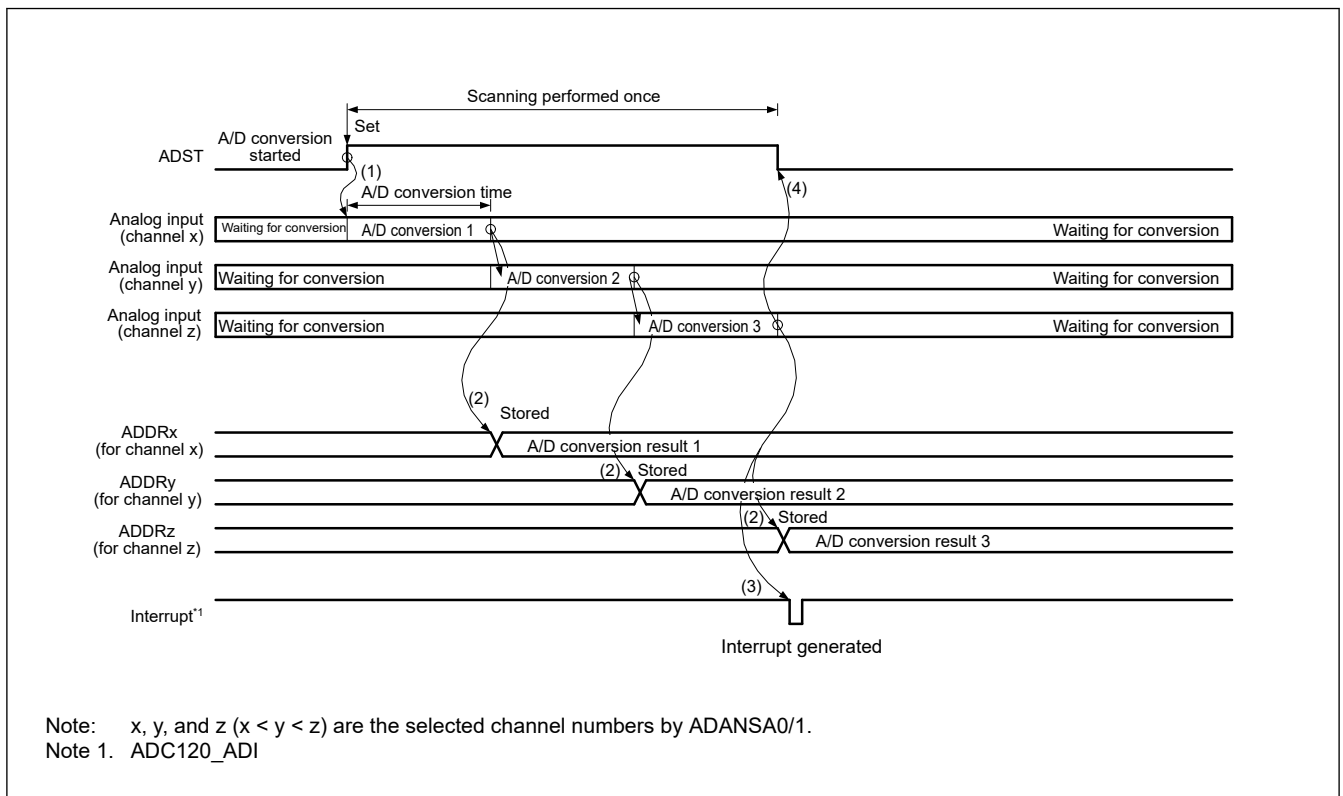 Scanning performed once
Set
A/D conversion
started
ADST
(1)
(4)
A/D conversion time
Analog input
(channel x)
Waiting for conversion
A/D conversion 1
Waiting for conversion
Analog input
(channel y)
Waiting for conversion
A/D conversion 2
Waiting for conversion
Analog input
(channel z)
Waiting for conversion
A/D conversion 3
Waiting for conversion
(2)
Stored
ADDRx
(for channel x)
A/D conversion result 1
(2)
Stored
ADDRy
(for channel y)
A/D conversion result 2
(2)
Stored
ADDRz
(for channel z)
A/D conversion result 3
(3)
Interrupt*1
Interrupt generated
Note: x, y, and z (x < y < z) are the selected channel numbers by ADANSA0/1.
Note 1. ADC120_ADI